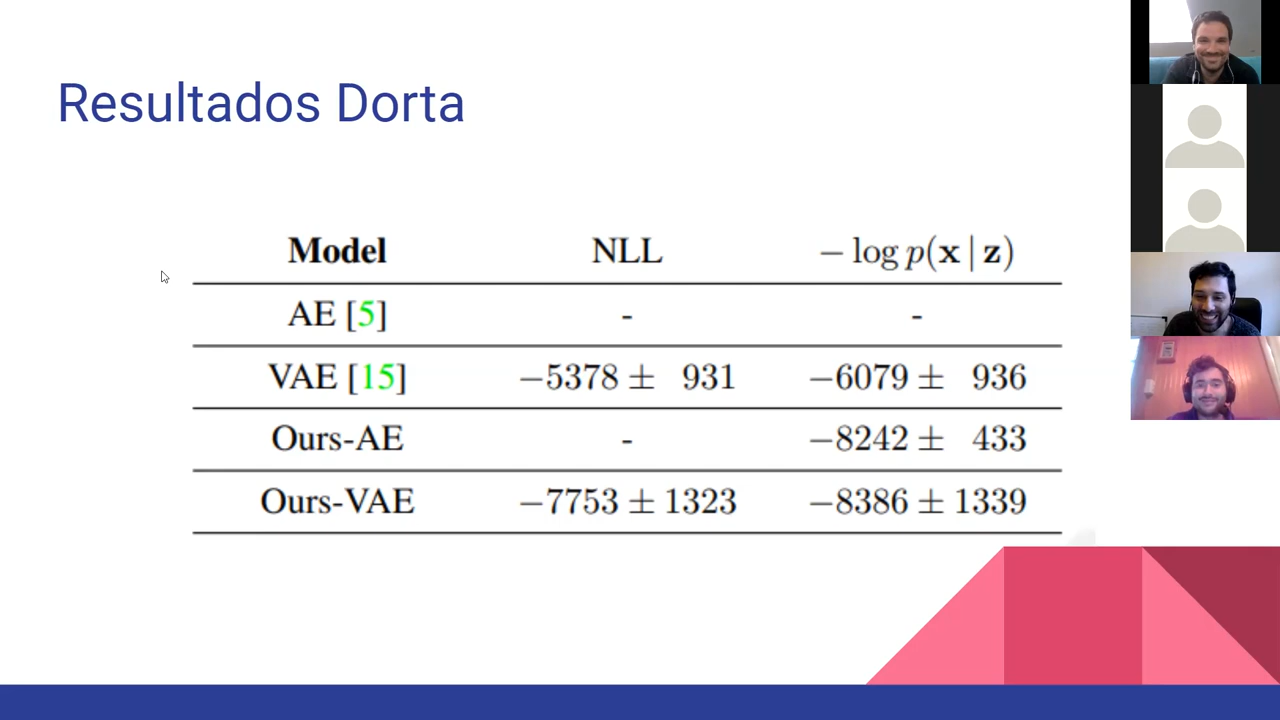 Resultados Dorta
Model NLL − log p(x | z)
AE [5] - -
VAE [15] −5378 ± 931 −6079 ± 936
Ours-AE - −8242 ± 433
Ours-VAE −7753 ± 1323 −8386 ± 1339